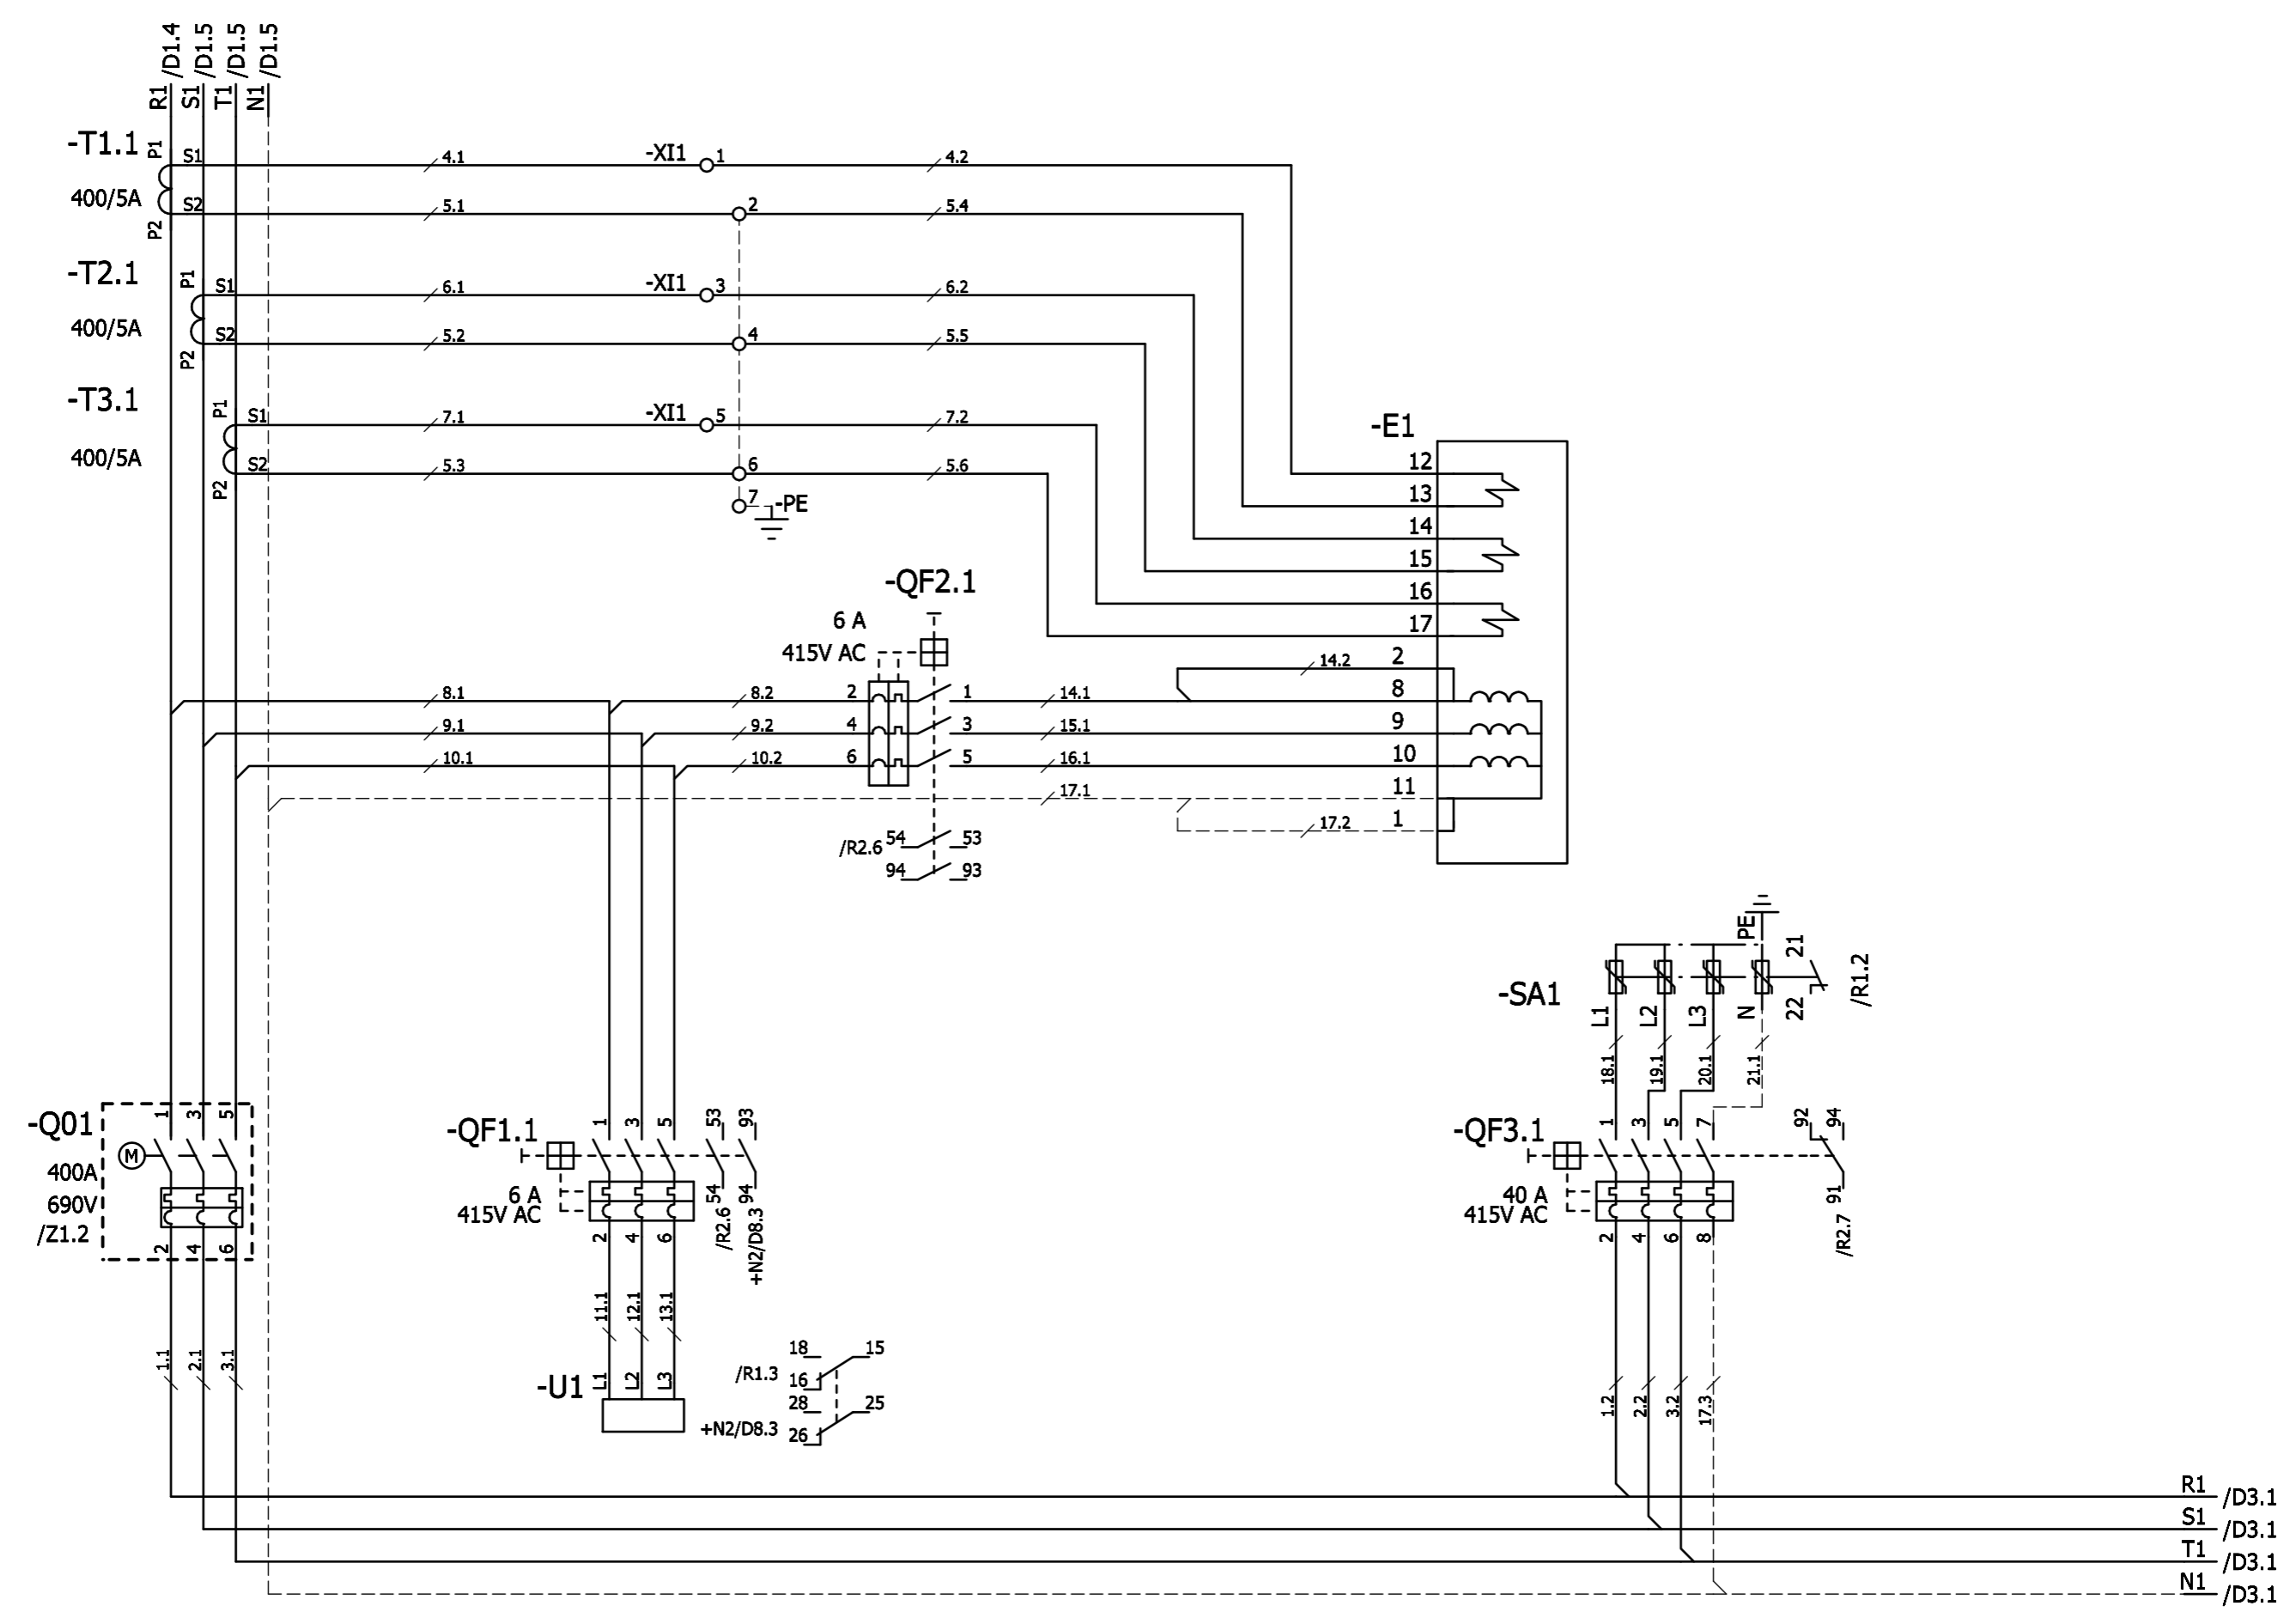 R1 /D1.4
S1 /D1.5
T1 /D1.5
N1 /D1.5
-T1.1
400/5A
P1
P2
S1 4.1 -XI1 1 4.2
S2 5.1 2 5.4
-T2.1
400/5A
P1
P2
S1 6.1 -XI1 3 6.2
S2 5.2 4 5.5
-T3.1
400/5A
P1
P2
S1 7.1 -XI1 5 7.2
S2 5.3 6 5.6
7 -PE
-E1
12
13
14
15
16
17
-QF2.1
6 A
415V AC
14.2 2
8.1 8.2 2 1 14.1 8
9.1 9.2 4 3 15.1 9
10.1 10.2 6 5 16.1 10
17.1 11
17.2 1
/R2.6 54 53
94 93
-SA1
PE
21
22
/R1.2
L1 L2 L3 N
18.1 19.1 20.1 21.1
-Q01
400A
690V
/Z1.2
M
1 3 5
2 4 6
1.1 2.1 3.1
-QF1.1
6 A
415V AC
1 3 5 53 93
2 4 6 54 94
/R2.6
+N2/D8.3
11.1 12.1 13.1
-U1
L1 L2 L3
18 15
/R1.3 16
28 25
+N2/D8.3 26
-QF3.1
40 A
415V AC
1 3 5 7 92 94
2 4 6 8 91
/R2.7
1.2 2.2 3.2 17.3
R1 /D3.1
S1 /D3.1
T1 /D3.1
N1 /D3.1